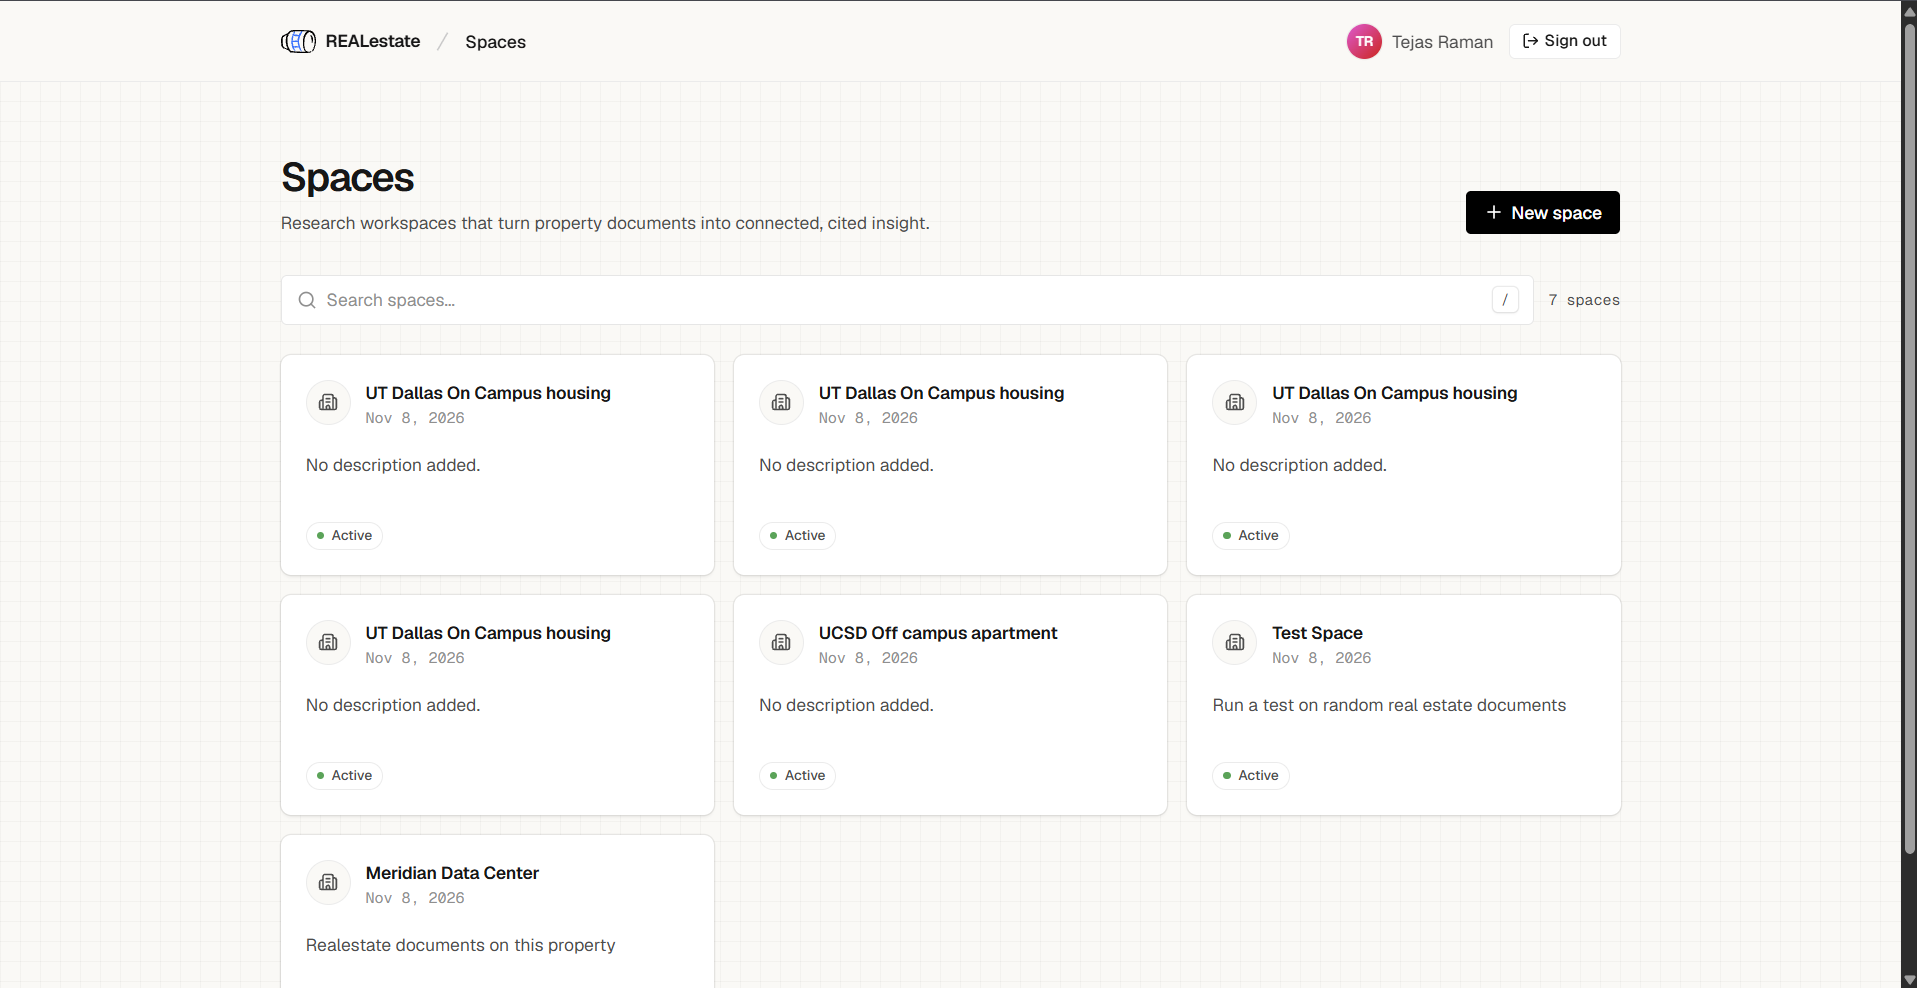 REALestate / Spaces
TR Tejas Raman Sign out
Spaces
Research workspaces that turn property documents into connected, cited insight.
+ New space
Search spaces... /
7 spaces
UT Dallas On Campus housing
Nov 8, 2026
No description added.
Active
UT Dallas On Campus housing
Nov 8, 2026
No description added.
Active
UT Dallas On Campus housing
Nov 8, 2026
No description added.
Active
UT Dallas On Campus housing
Nov 8, 2026
No description added.
Active
UCSD Off campus apartment
Nov 8, 2026
No description added.
Active
Test Space
Nov 8, 2026
Run a test on random real estate documents
Active
Meridian Data Center
Nov 8, 2026
Realestate documents on this property